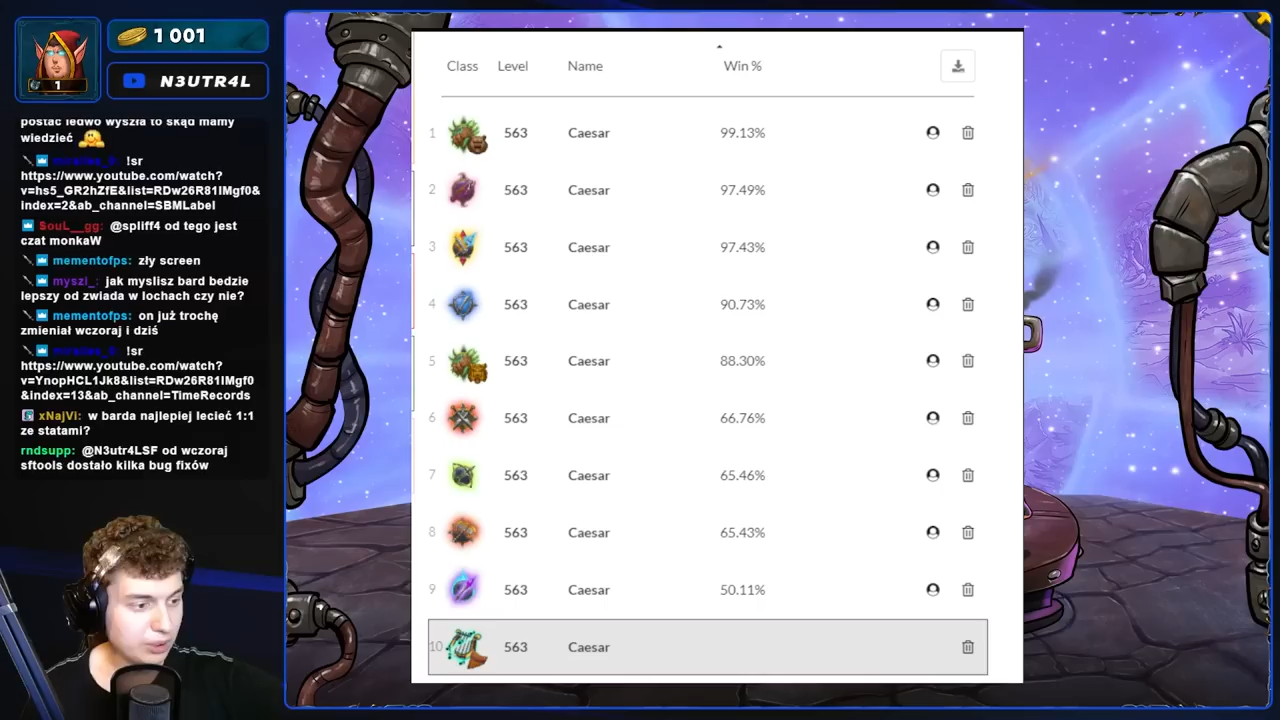 1 001
1
N3UTR4L
postać ledwo wyszła to skąd mamy
wiedzieć
!sr
https://www.youtube.com/watch?
v=hs5_GR2hZfE&list=RDw26R81IMgf0&
index=2&ab_channel=SBMLabel
SouL__gg: @spliff4 od tego jest
czat monkaW
mementofps: zły screen
myszi_: jak myslisz bard bedzie
lepszy od zwiada w lochach czy nie?
mementofps: on już trochę
zmieniał wczoraj i dziś
!sr
https://www.youtube.com/watch?
v=YnopHCL1Jk8&list=RDw26R81IMgf0
&index=13&ab_channel=TimeRecords
xNajVi: w barda najlepiej lecieć 1:1
ze statami?
rndsupp: @N3utr4LSF od wczoraj
sftools dostało kilka bug fixów
Class Level Name Win %
1 563 Caesar 99.13%
2 563 Caesar 97.49%
3 563 Caesar 97.43%
4 563 Caesar 90.73%
5 563 Caesar 88.30%
6 563 Caesar 66.76%
7 563 Caesar 65.46%
8 563 Caesar 65.43%
9 563 Caesar 50.11%
10 563 Caesar